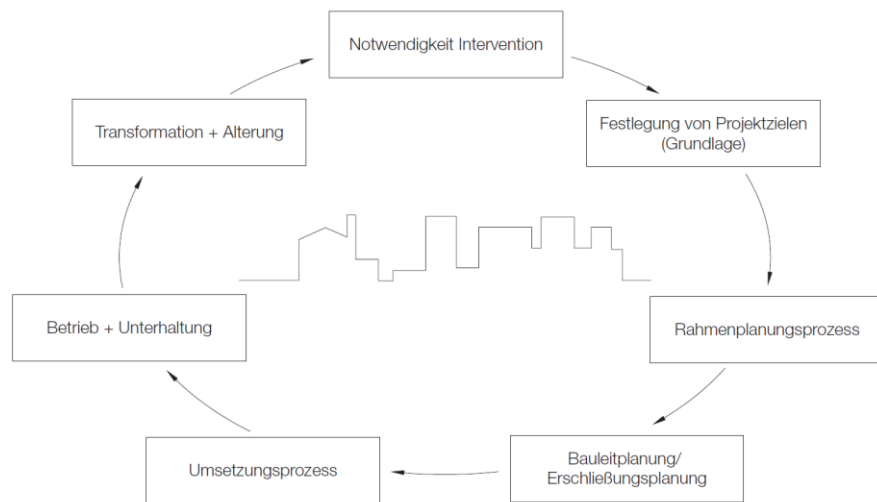 Notwendigkeit Intervention
Festlegung von Projektzielen
(Grundlage)
Rahmenplanungsprozess
Bauleitplanung/
Erschließungsplanung
Umsetzungsprozess
Betrieb + Unterhaltung
Transformation + Alterung